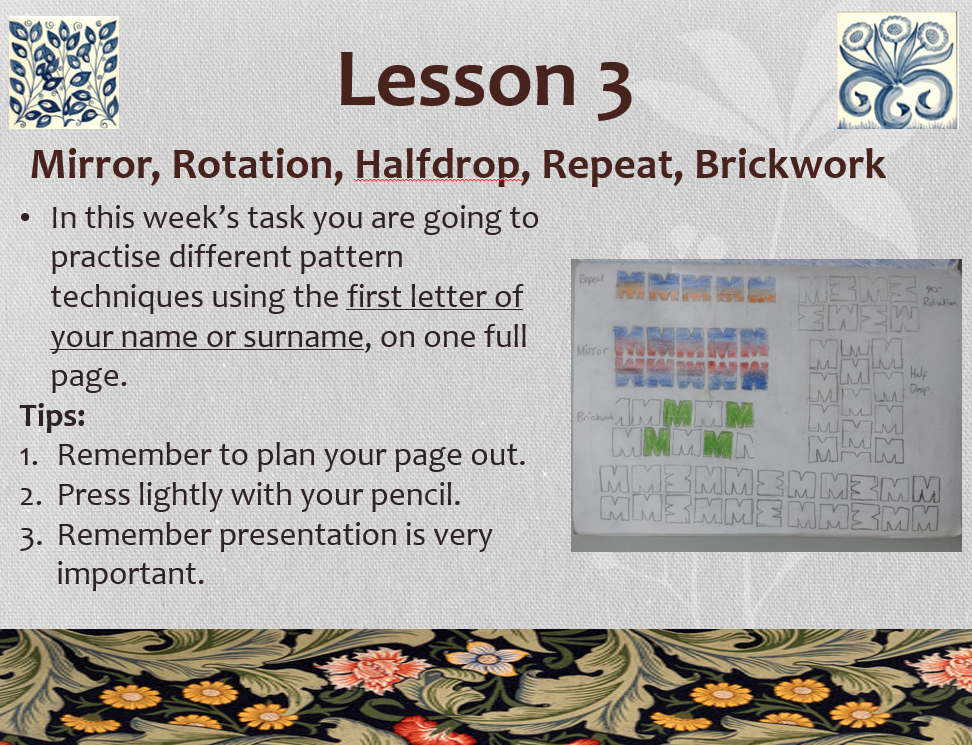 Lesson 3
Mirror, Rotation, Halfdrop, Repeat, Brickwork
• In this week's task you are going to
practise different pattern
techniques using the first letter of
your name or surname, on one full
page.
Tips:
1. Remember to plan your page out.
2. Press lightly with your pencil.
3. Remember presentation is very
important.
Repeat
M M M M M
Mirror
Brickwork
90°
Rotation
Half
Drop